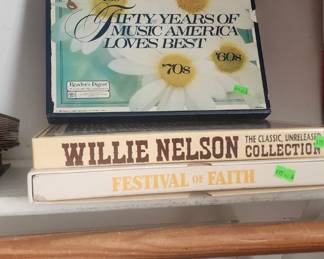 FIFTY YEARS OF
MUSIC AMERICA
LOVES BEST
'60s
'70s
Reader's Digest
WILLIE NELSON
THE CLASSIC, UNRELEASED
COLLECTION
FESTIVAL OF FAITH